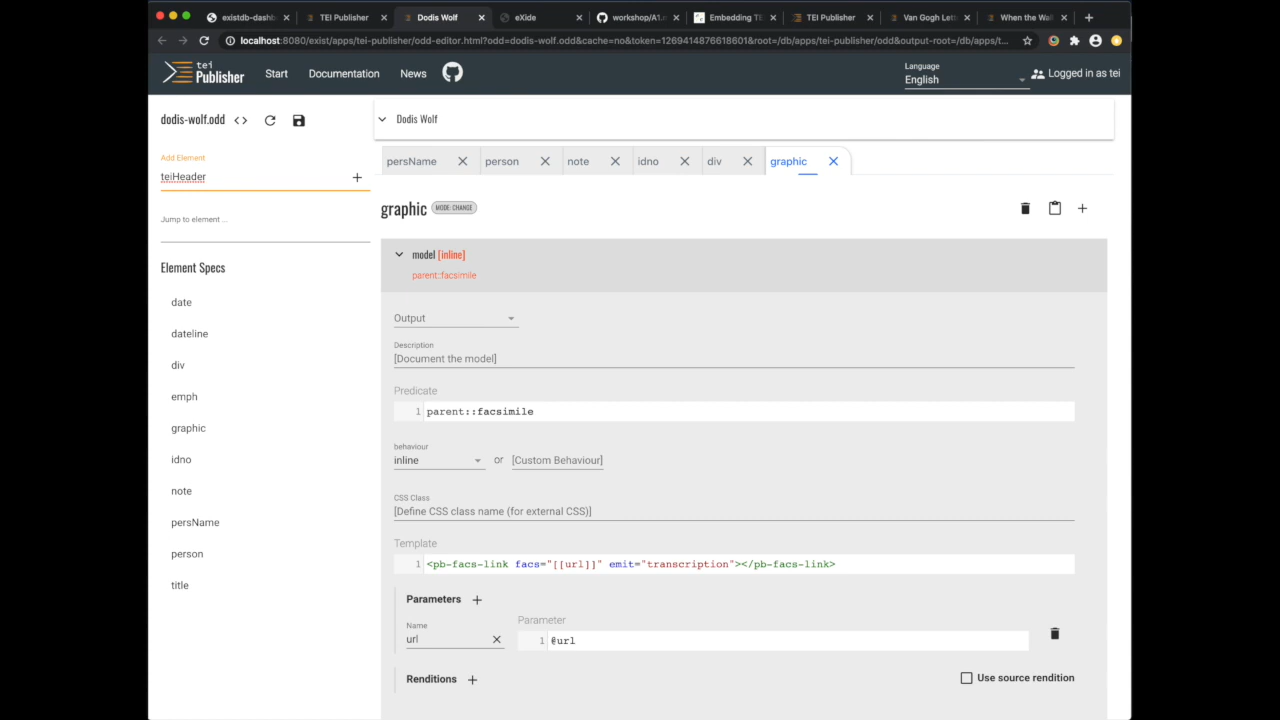 existdb-dashb
TEI Publisher
Dodis Wolf
eXide
workshop/A1.m
Embedding TE
TEI Publisher
Van Gogh Lett
When the Wal
localhost:8080/exist/apps/tei-publisher/odd-editor.html?odd=dodis-wolf.odd&cache=no&token=1269414876618601&root=/db/apps/tei-publisher/odd&output-root=/db/apps/t...
tei
Publisher
Start
Documentation
News
Language
English
Logged in as tei
dodis-wolf.odd <>
Add Element
teiHeader
Jump to element ...
Element Specs
date
dateline
div
emph
graphic
idno
note
persName
person
title
Dodis Wolf
persName
person
note
idno
div
graphic
graphic MODE: CHANGE
model [inline]
parent::facsimile
Output
Description
[Document the model]
Predicate
1 parent::facsimile
behaviour
inline or [Custom Behaviour]
CSS Class
[Define CSS class name (for external CSS)]
Template
1 <pb-facs-link facs="[[url]]" emit="transcription"></pb-facs-link>
Parameters +
Name
url
Parameter
1 @url
Renditions +
Use source rendition